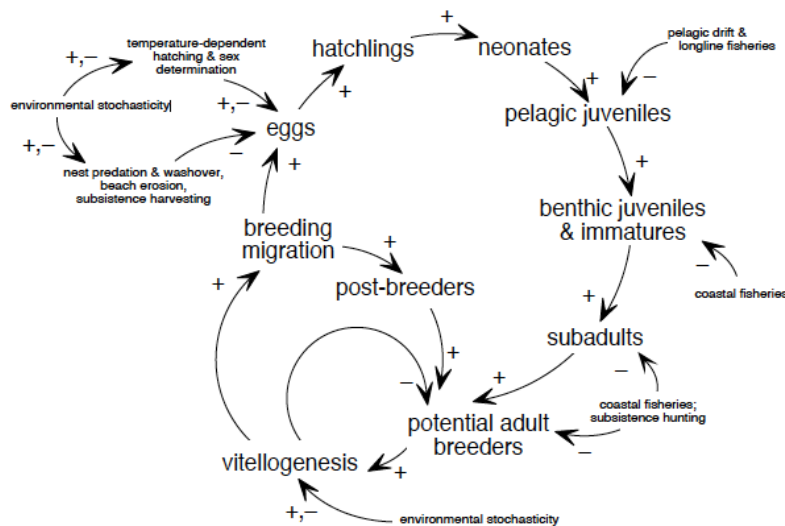 temperature-dependent
hatching & sex
determination
+,–
environmental stochasticity
+,–
+,–
nest predation & washover,
beach erosion,
subsistence harvesting
–
eggs
+
hatchlings
+
neonates
+
pelagic drift &
longline fisheries
–
pelagic juveniles
+
benthic juveniles
& immatures
–
coastal fisheries
+
subadults
–
coastal fisheries;
subsistence hunting
–
+
potential adult
breeders
+
vitellogenesis
+,–
environmental stochasticity
–
+
breeding
migration
+
+
post-breeders
+